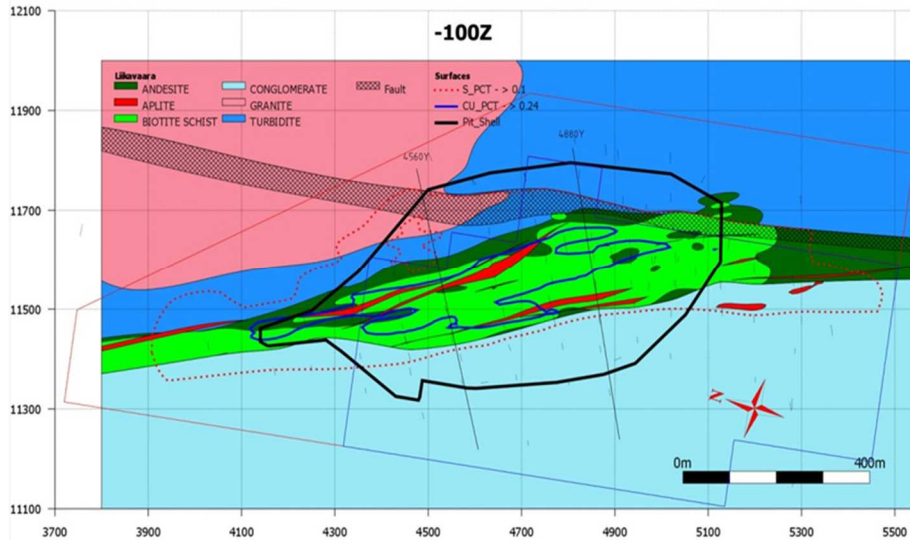 -100Z
12100
11900
11700
11500
11300
11100
Liikavaara
ANDESITE
APLITE
BIOTITE SCHIST
CONGLOMERATE
GRANITE
TURBIDITE
Fault
Surfaces
S_PCT - > 0.1
CU_PCT - > 0.24
Pit_Shell
4560Y
4880Y
N
0m
400m
3700
3900
4100
4300
4500
4700
4900
5100
5300
5500